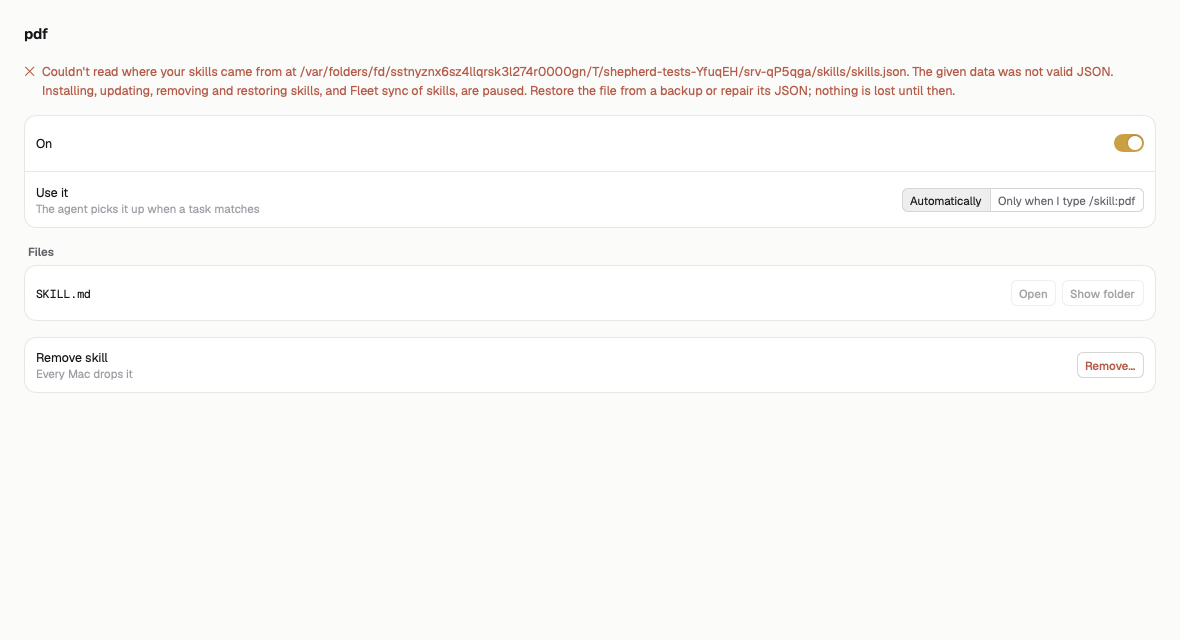 pdf
Couldn't read where your skills came from at /var/folders/fd/sstnyznx6sz4llqrsk3l274r0000gn/T/shepherd-tests-YfuqEH/srv-qP5qga/skills/skills.json. The given data was not valid JSON.
Installing, updating, removing and restoring skills, and Fleet sync of skills, are paused. Restore the file from a backup or repair its JSON; nothing is lost until then.
On
Use it
The agent picks it up when a task matches
Automatically
Only when I type /skill:pdf
Files
SKILL.md
Open
Show folder
Remove skill
Every Mac drops it
Remove…